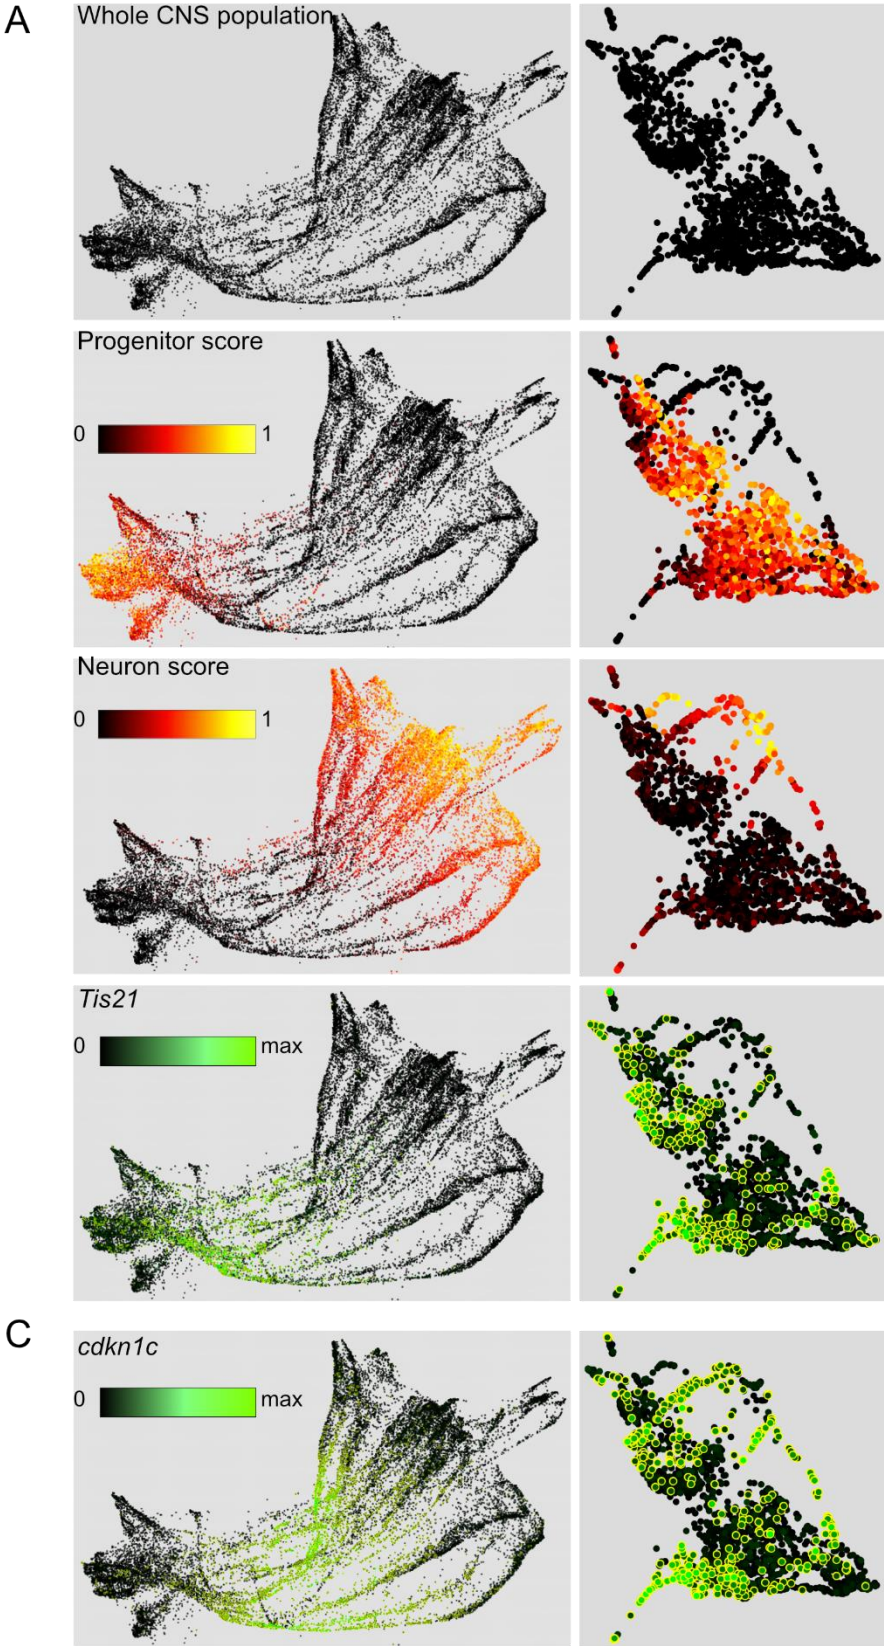 A
Whole CNS population
Progenitor score
0 1
Neuron score
0 1
Tis21
0 max
C
cdkn1c
0 max